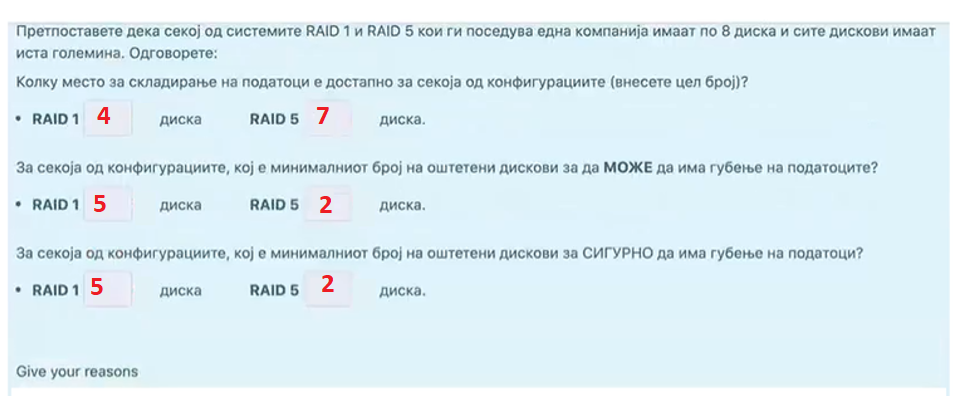 Претпоставете дека секој од системите RAID 1 и RAID 5 кои ги поседува една компанија имаат по 8 диска и сите дискови имаат
иста големина. Одговорете:
Колку место за складирање на податоци е достапно за секоја од конфигурациите (внесете цел број)?
• RAID 1 4 диска RAID 5 7 диска.
За секоја од конфигурациите, кој е минималниот број на оштетени дискови за да МОЖЕ да има губење на податоците?
• RAID 1 5 диска RAID 5 2 диска.
За секоја од конфигурациите, кој е минималниот број на оштетени дискови за СИГУРНО да има губење на податоци?
• RAID 1 5 диска RAID 5 2 диска.
Give your reasons